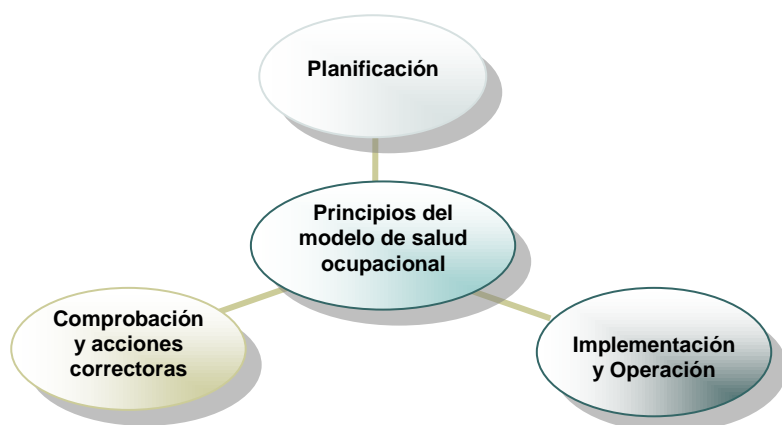 Planificación
Principios del
modelo de salud
ocupacional
Comprobación
y acciones
correctoras
Implementación
y Operación